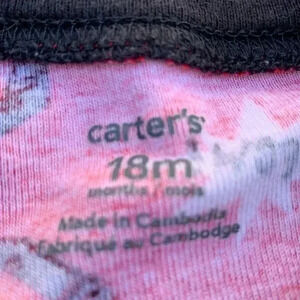 carter's
18m
months / mois
Made in Cambodia
Fabriqué au Cambodge